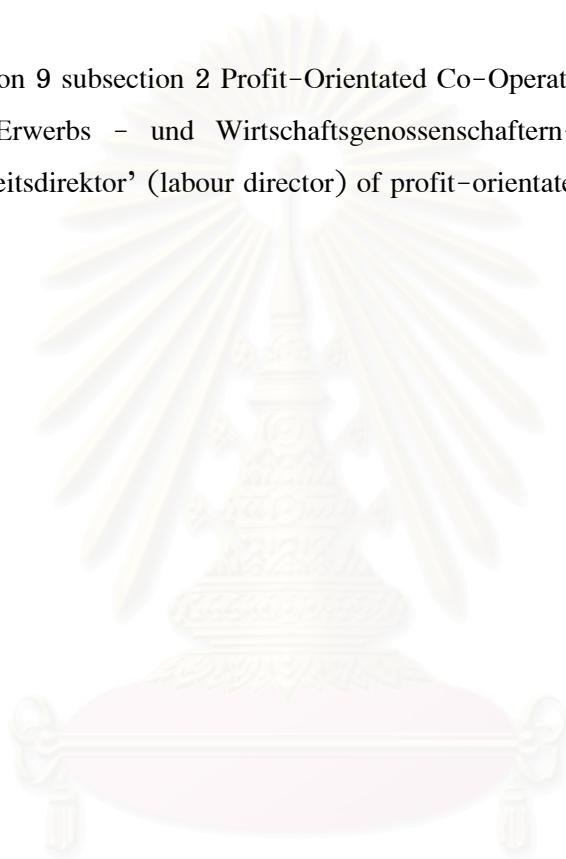 on 9 subsection 2 Profit-Orientated Co-Operat
Erwerbs - und Wirtschaftsgenossenschaftern-
eitsdirektor’ (labour director) of profit-orientate